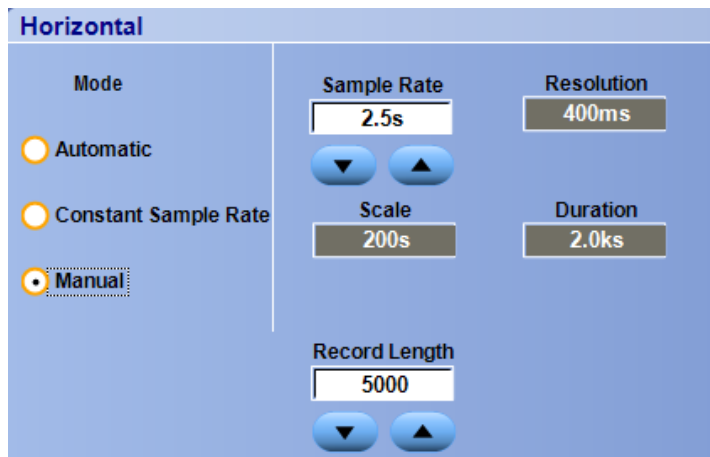 Horizontal
Mode
Automatic
Constant Sample Rate
Manual
Sample Rate
2.5s
Resolution
400ms
Scale
200s
Duration
2.0ks
Record Length
5000